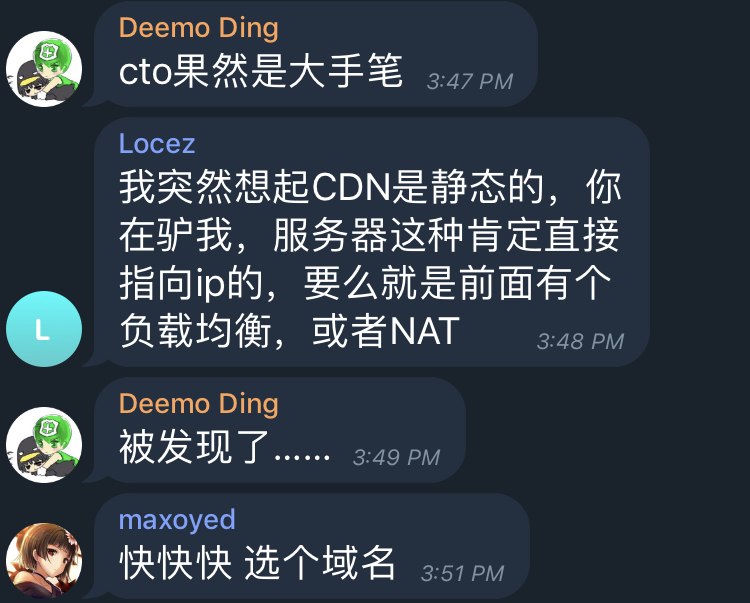 Deemo Ding
cto果然是大手笔 3:47 PM
Locez
我突然想起CDN是静态的，你
在驴我，服务器这种肯定直接
指向ip的，要么就是前面有个
负载均衡，或者NAT 3:48 PM
L
Deemo Ding
被发现了…… 3:49 PM
maxoyed
快快快 选个域名 3:51 PM